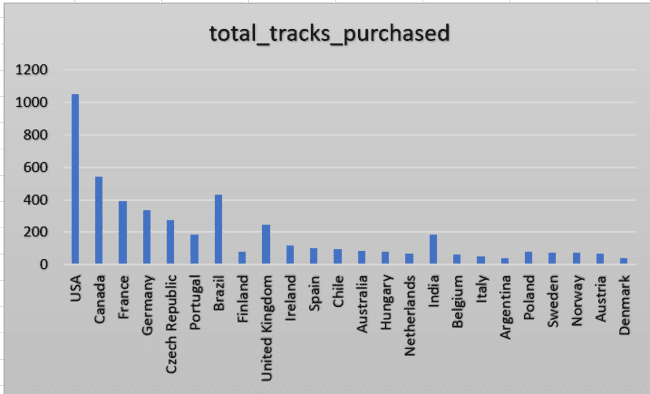 total_tracks_purchased
1200
1000
800
600
400
200
0
USA
Canada
France
Germany
Czech Republic
Portugal
Brazil
Finland
United Kingdom
Ireland
Spain
Chile
Australia
Hungary
Netherlands
India
Belgium
Italy
Argentina
Poland
Sweden
Norway
Austria
Denmark